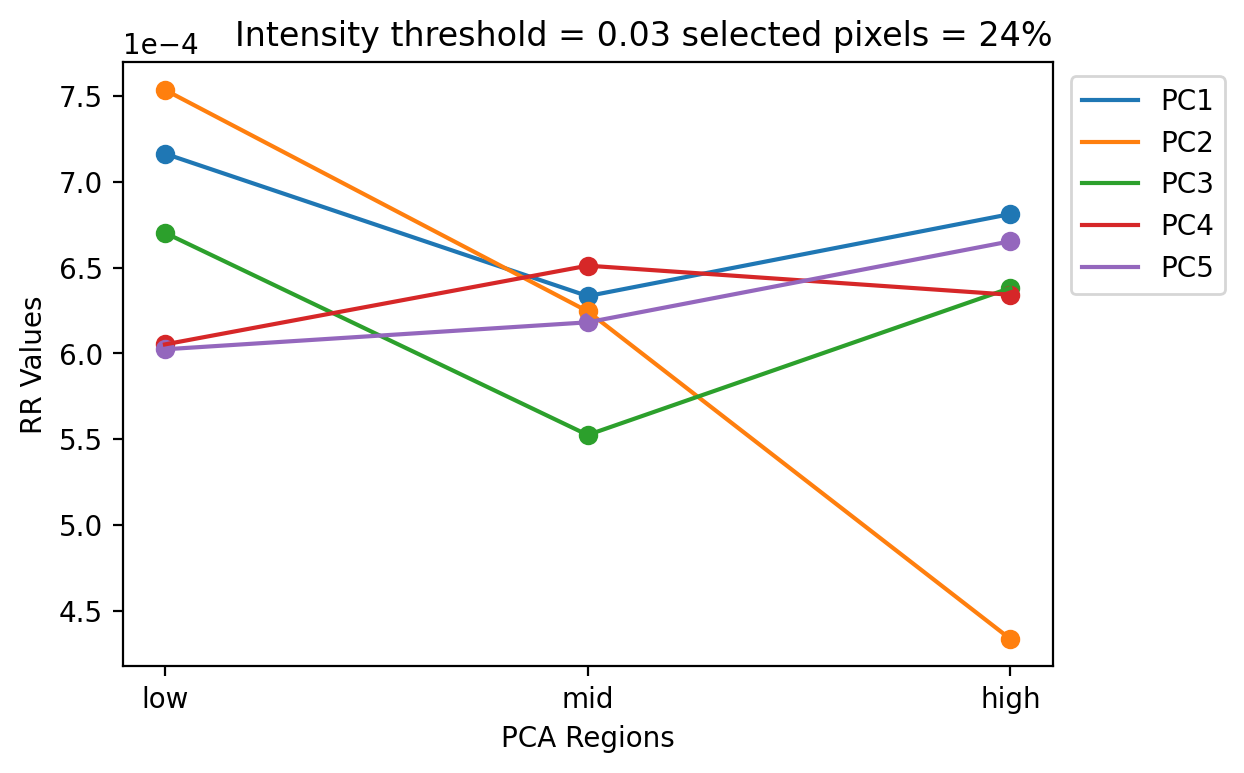 Intensity threshold = 0.03 selected pixels = 24%
1e−4
7.5
7.0
6.5
6.0
5.5
5.0
4.5
RR Values
low
mid
high
PCA Regions
PC1
PC2
PC3
PC4
PC5